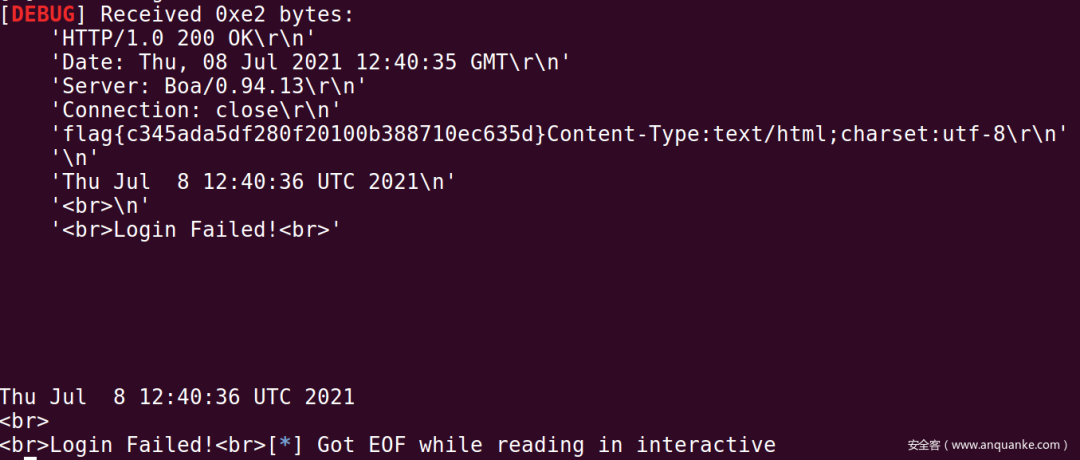 [DEBUG] Received 0xe2 bytes:
    'HTTP/1.0 200 OK\r\n'
    'Date: Thu, 08 Jul 2021 12:40:35 GMT\r\n'
    'Server: Boa/0.94.13\r\n'
    'Connection: close\r\n'
    'flag{c345ada5df280f20100b388710ec635d}Content-Type:text/html;charset:utf-8\r\n'
    '\n'
    'Thu Jul  8 12:40:36 UTC 2021\n'
    '<br>\n'
    '<br>Login Failed!<br>'
Thu Jul  8 12:40:36 UTC 2021
<br>
<br>Login Failed!<br>[*] Got EOF while reading in interactive
安全客（www.anquanke.com）